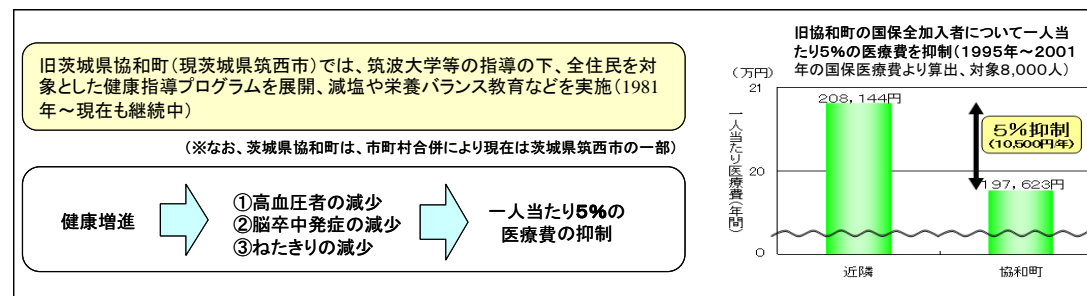 旧茨城県協和町(現茨城県筑西市)では、筑波大学等の指導の下、全住民を対
象とした健康指導プログラムを展開、減塩や栄養バランス教育などを実施(1981
年~現在も継続中)
(※なお、茨城県協和町は、市町村合併により現在は茨城県筑西市の一部)
健康増進
①高血圧者の減少
②脳卒中発症の減少
③ねたきりの減少
一人当たり5%の
医療費の抑制
旧協和町の国保全加入者について一人当
たり5%の医療費を抑制(1995年~2001
年の国保医療費より算出、対象8,000人)
(万円)
21
20
0
一人当たり医療費(年間)
208,144円
5%抑制
(10,500円/年)
197,623円
近隣
協和町